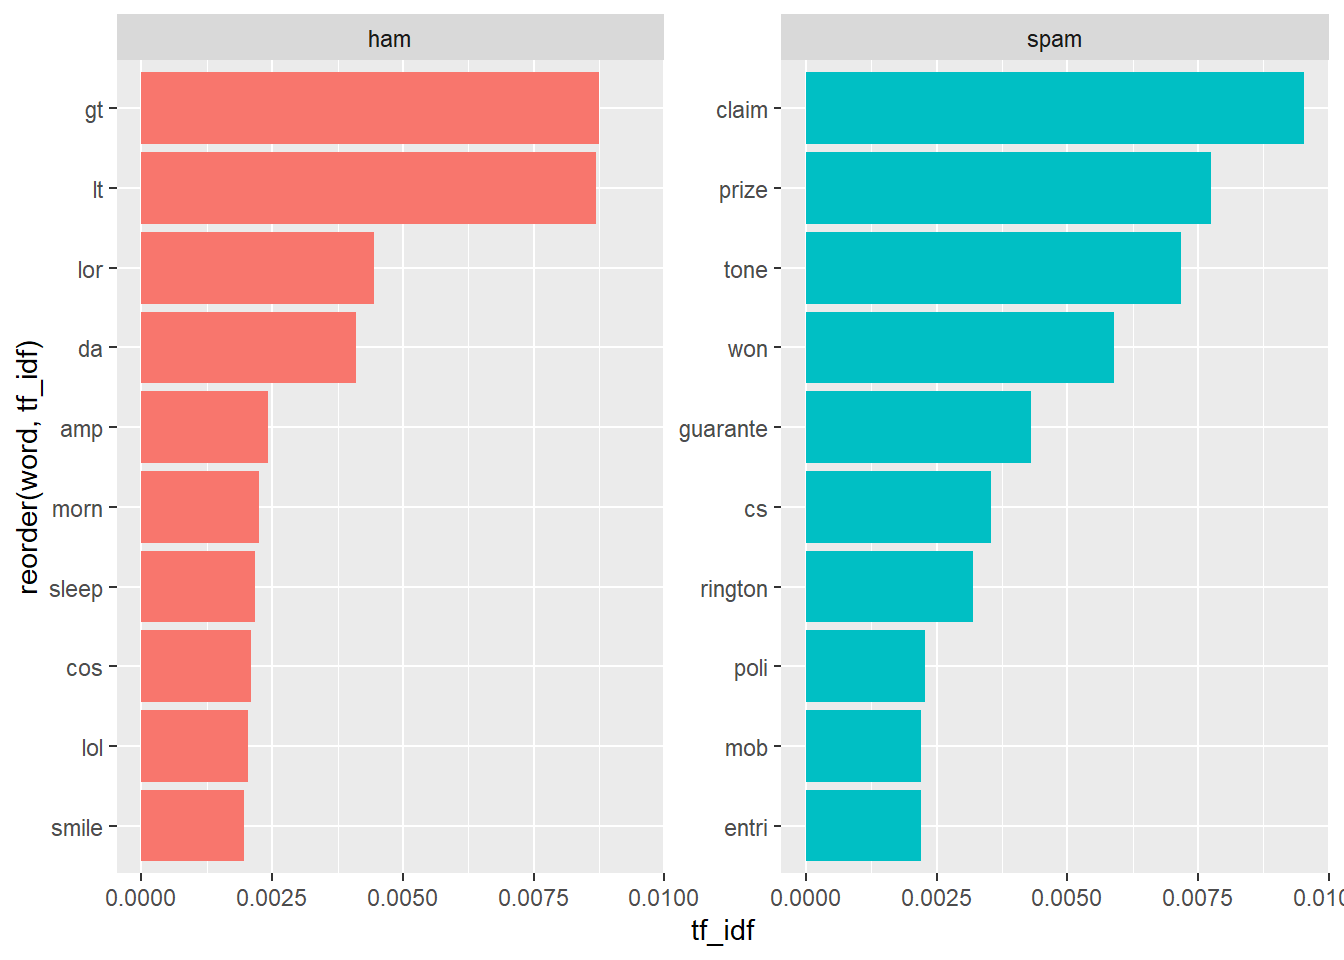 ham
spam
gt
lt
lor
da
amp
morn
sleep
cos
lol
smile
claim
prize
tone
won
guarante
cs
rington
poli
mob
entri
reorder(word, tf_idf)
0.0000 0.0025 0.0050 0.0075 0.0100
0.0000 0.0025 0.0050 0.0075 0.010
tf_idf